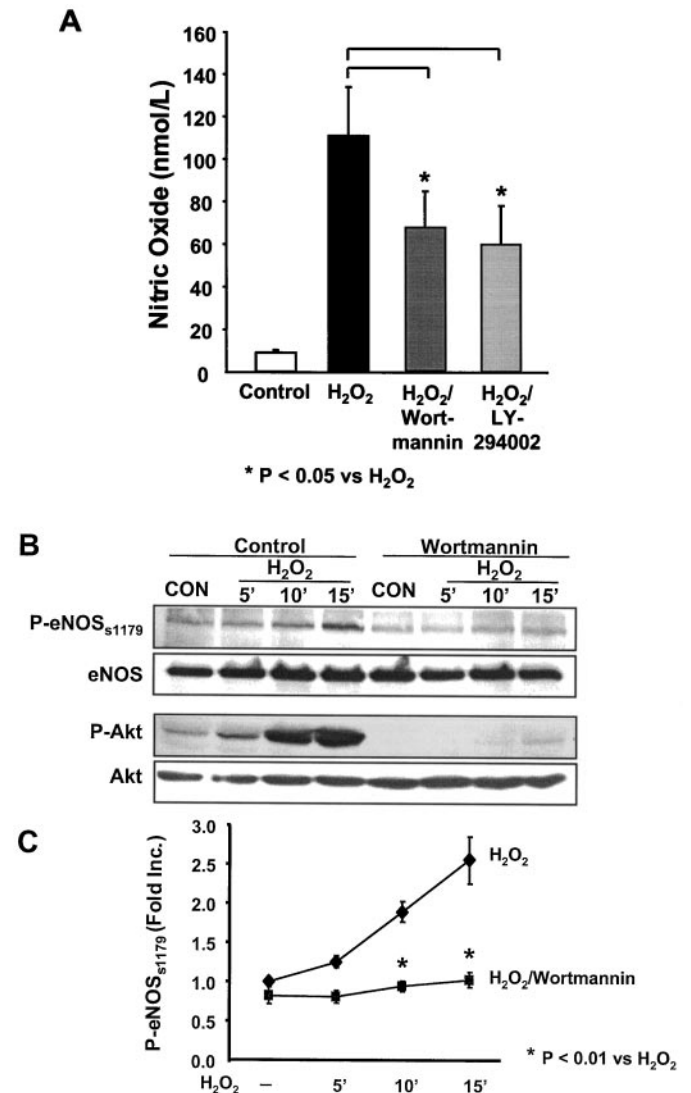 A
Nitric Oxide (nmol/L)
160
140
120
100
80
60
40
20
0
*
*
Control
H₂O₂
H₂O₂/
Wort-
mannin
H₂O₂/
LY-
294002
* P < 0.05 vs H₂O₂
B
Control
Wortmannin
H₂O₂
H₂O₂
CON 5' 10' 15' CON 5' 10' 15'
P-eNOSs1179
eNOS
P-Akt
Akt
C
P-eNOSs1179 (Fold Inc.)
3.0
2.5
2.0
1.5
1.0
0.5
0.0
H₂O₂
* *
H₂O₂/Wortmannin
* P < 0.01 vs H₂O₂
H₂O₂ – 5' 10' 15'